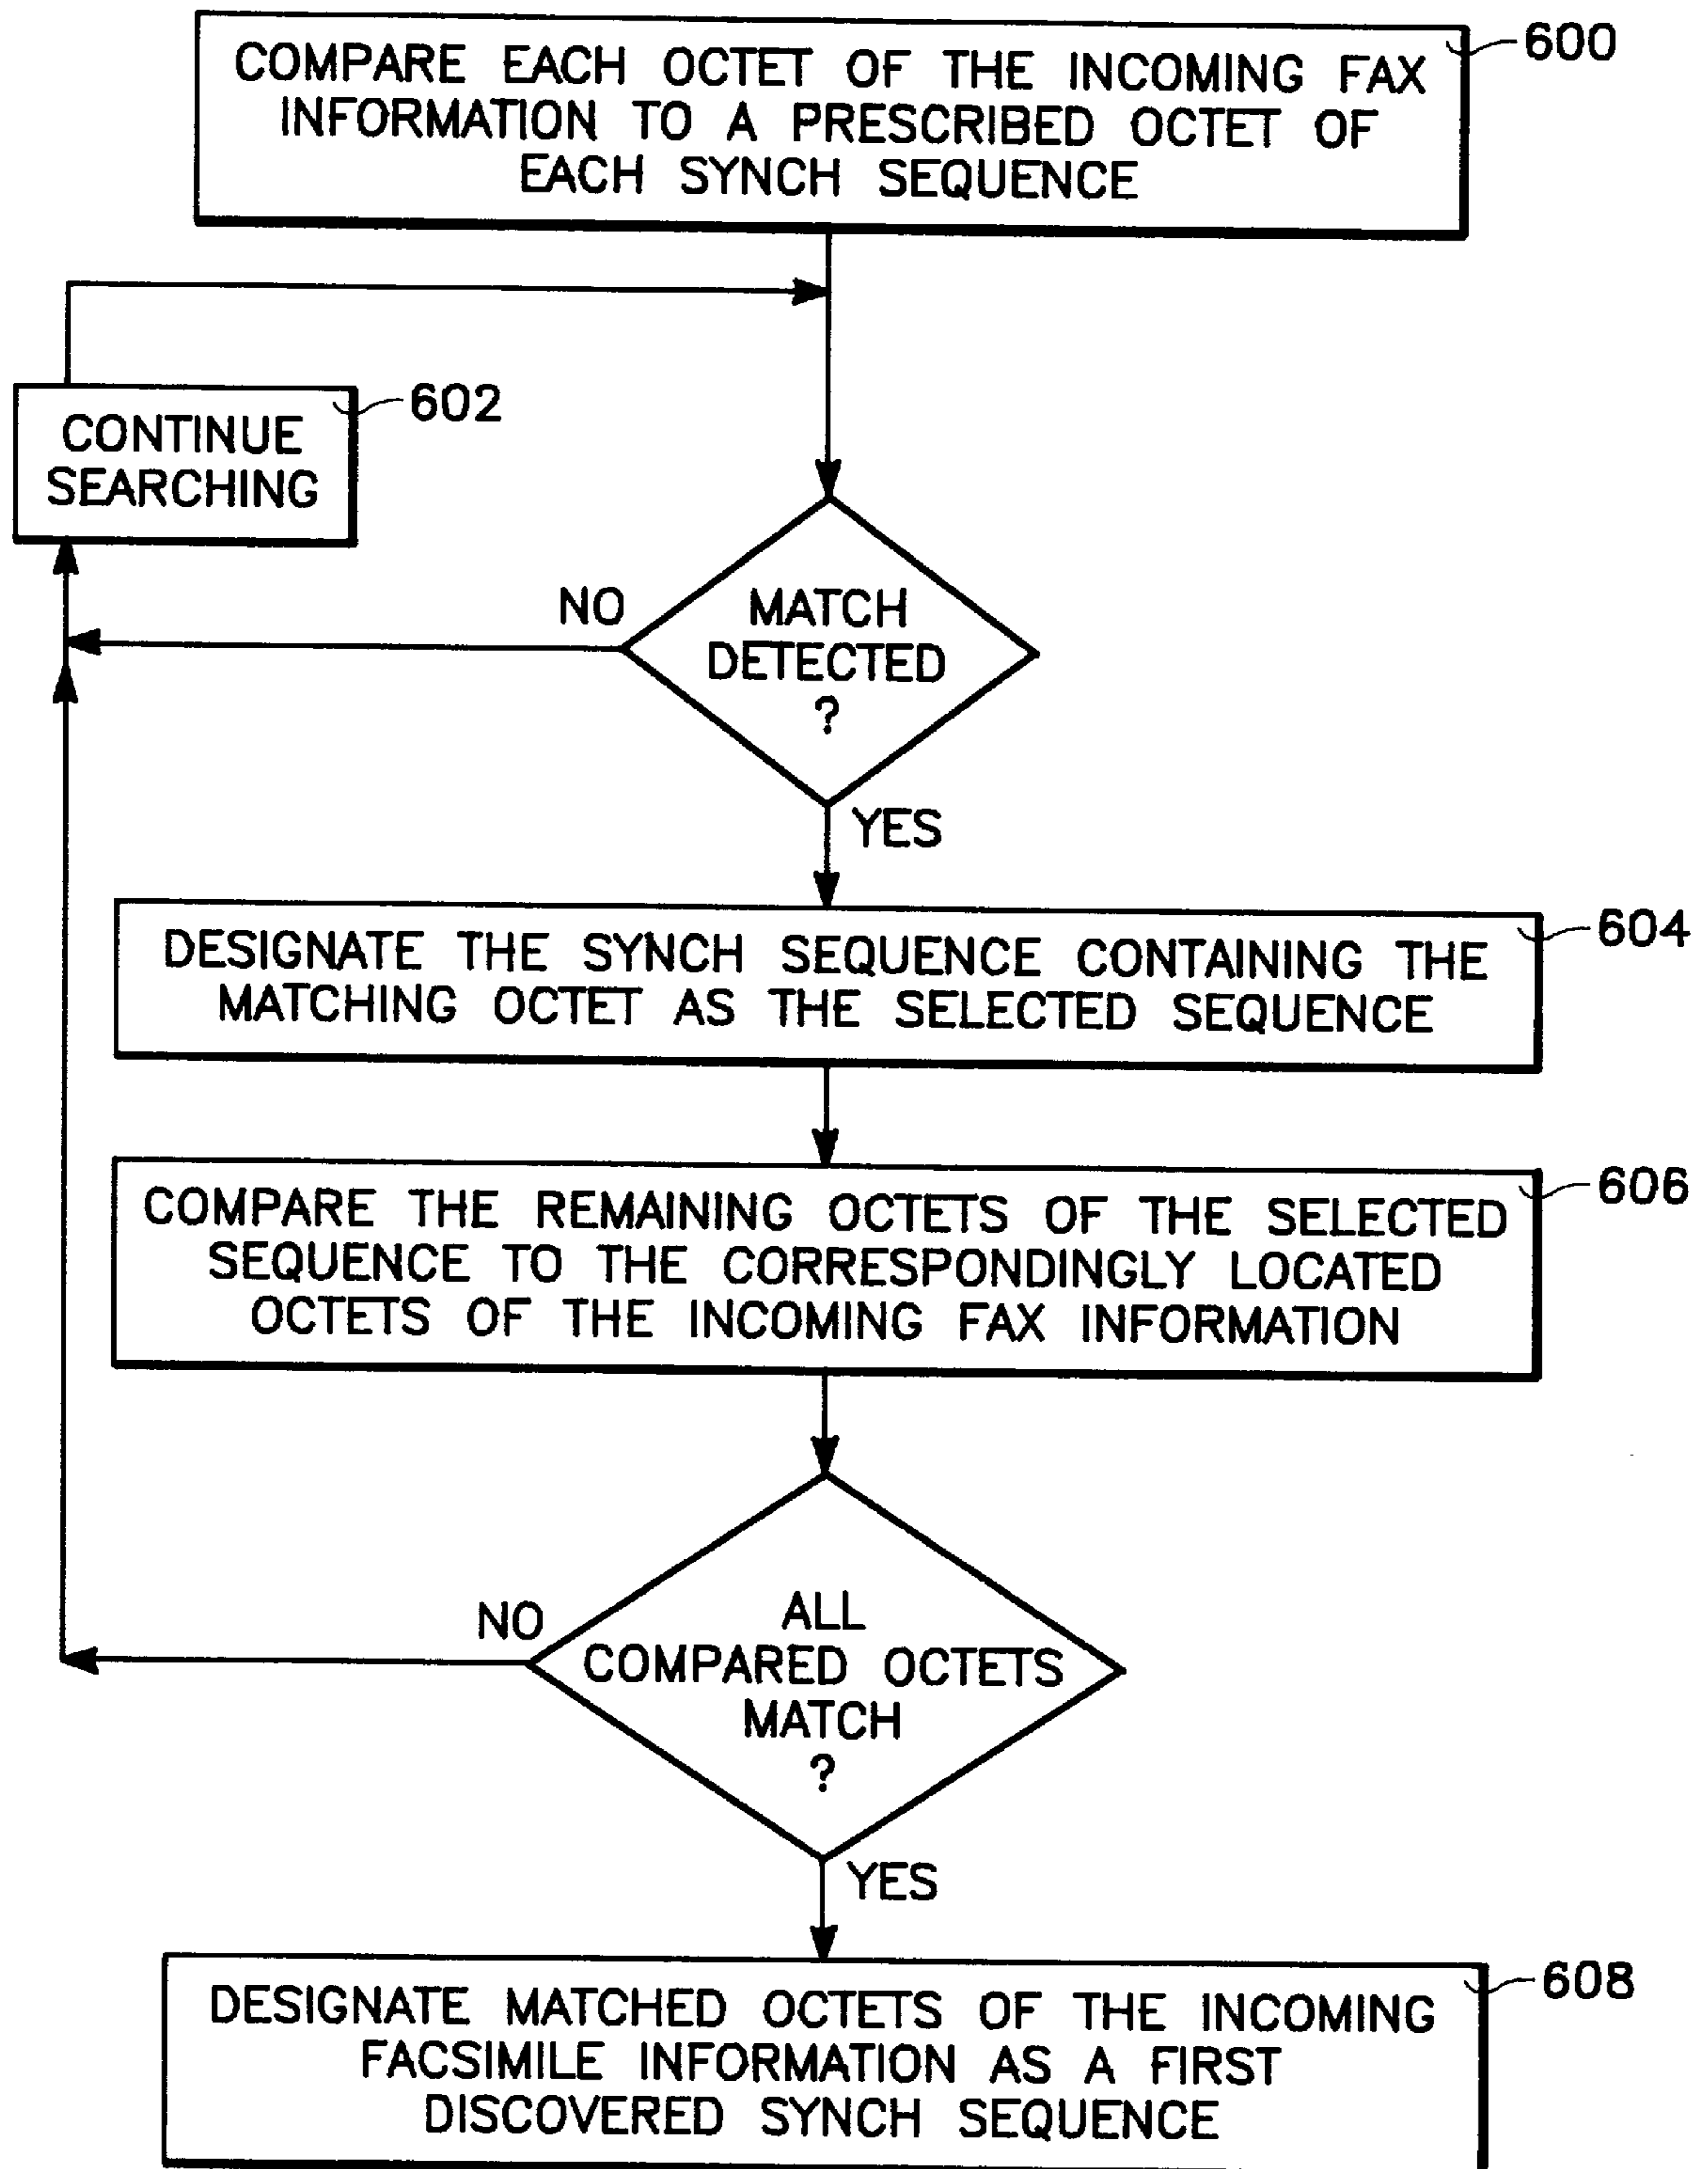 COMPARE EACH OCTET OF THE INCOMING FAX
INFORMATION TO A PRESCRIBED OCTET OF
EACH SYNCH SEQUENCE
600
CONTINUE
SEARCHING
602
MATCH
DETECTED
?
NO
YES
DESIGNATE THE SYNCH SEQUENCE CONTAINING THE
MATCHING OCTET AS THE SELECTED SEQUENCE
604
COMPARE THE REMAINING OCTETS OF THE SELECTED
SEQUENCE TO THE CORRESPONDINGLY LOCATED
OCTETS OF THE INCOMING FAX INFORMATION
606
ALL
COMPARED OCTETS
MATCH
?
NO
YES
DESIGNATE MATCHED OCTETS OF THE INCOMING
FACSIMILE INFORMATION AS A FIRST
DISCOVERED SYNCH SEQUENCE
608